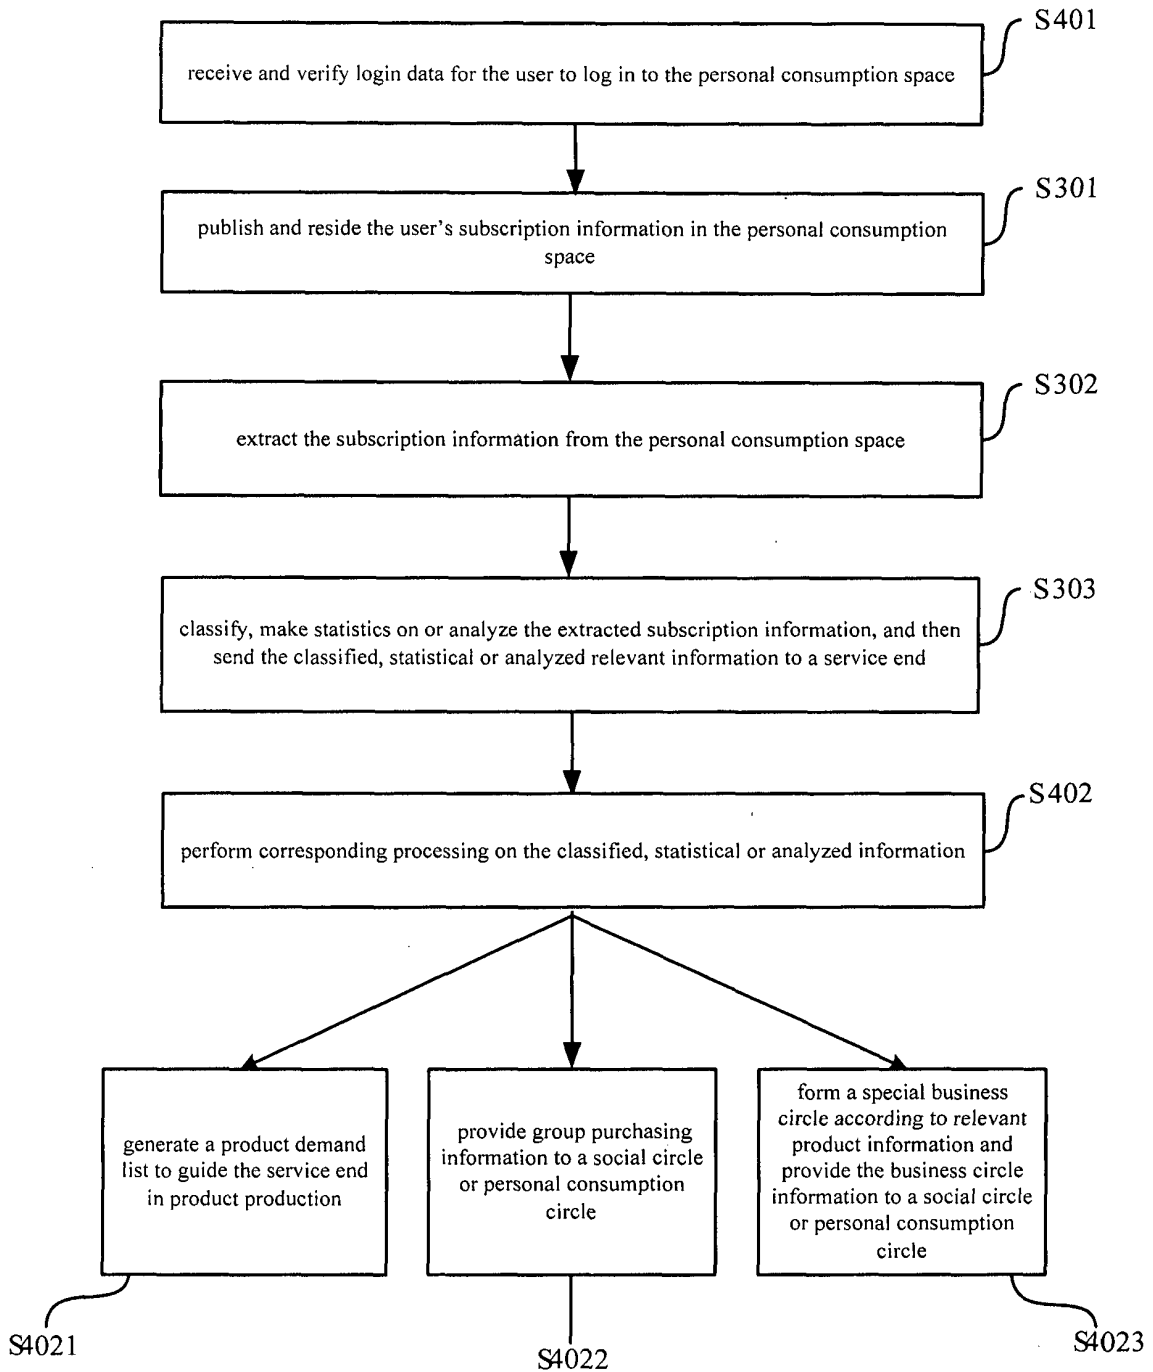 S401
receive and verify login data for the user to log in to the personal consumption space
S301
publish and reside the user's subscription information in the personal consumption
space
S302
extract the subscription information from the personal consumption space
S303
classify, make statistics on or analyze the extracted subscription information, and then
send the classified, statistical or analyzed relevant information to a service end
S402
perform corresponding processing on the classified, statistical or analyzed information
generate a product demand
list to guide the service end
in product production
provide group purchasing
information to a social circle
or personal consumption
circle
form a special business
circle according to relevant
product information and
provide the business circle
information to a social circle
or personal consumption
circle
S4021
S4022
S4023